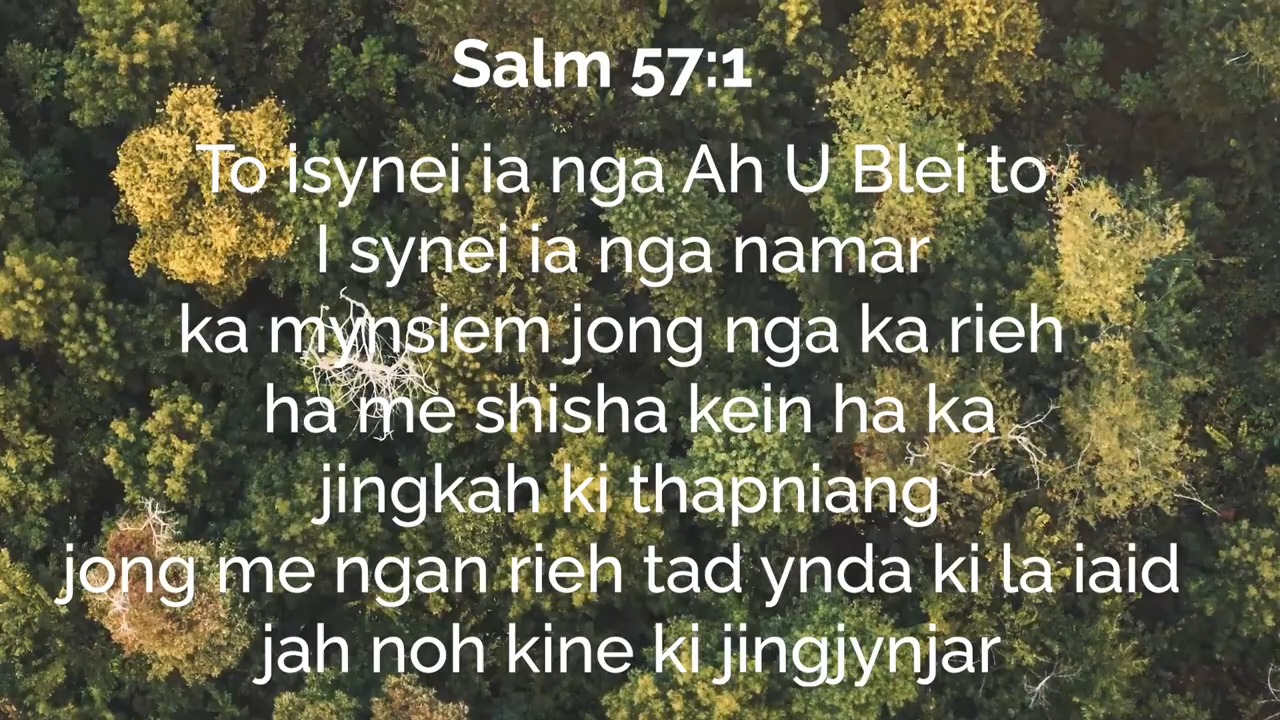 Salm 57:1
To isynei ia nga Ah U Blei to
I synei ia nga namar
ka mynsiem jong nga ka rieh
ha me shisha kein ha ka
jingkah ki thapniang
jong me ngan rieh tad ynda ki la iaid
jah noh kine ki jingjynjar